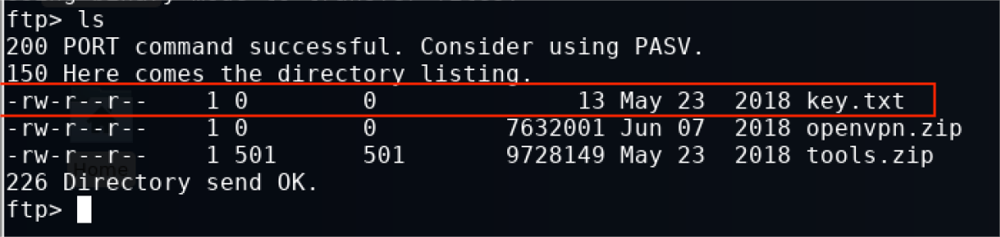 ftp> ls
200 PORT command successful. Consider using PASV.
150 Here comes the directory listing.
-rw-r--r--    1 0        0              13 May 23  2018 key.txt
-rw-r--r--    1 0        0         7632001 Jun 07  2018 openvpn.zip
-rw-r--r--    1 501      501       9728149 May 23  2018 tools.zip
Home
226 Directory send OK.
ftp>